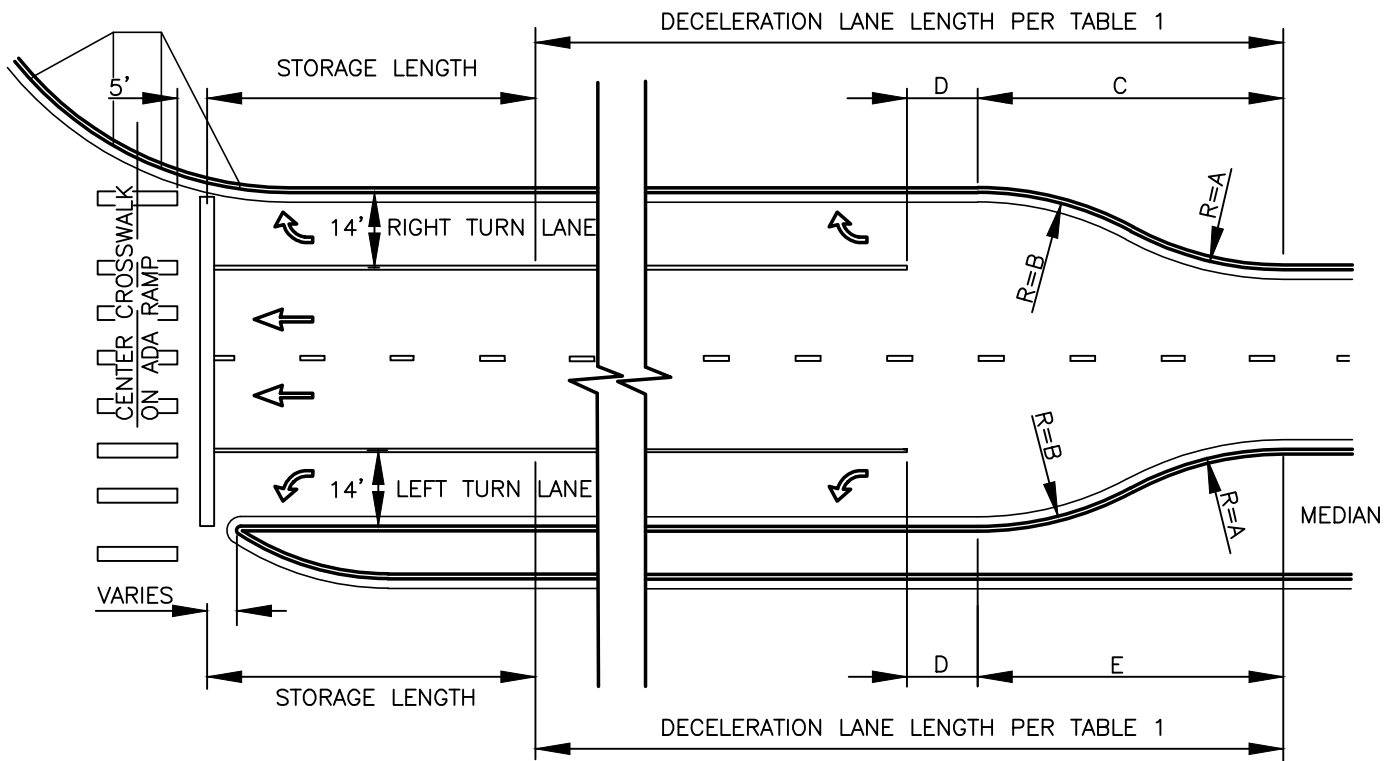 DECELERATION LANE LENGTH PER TABLE 1
STORAGE LENGTH
5'
D
C
CENTER CROSSWALK
ON ADA RAMP
14' RIGHT TURN LANE
R=B
R=A
14' LEFT TURN LANE
R=B
R=A
MEDIAN
VARIES
STORAGE LENGTH
D
E
DECELERATION LANE LENGTH PER TABLE 1